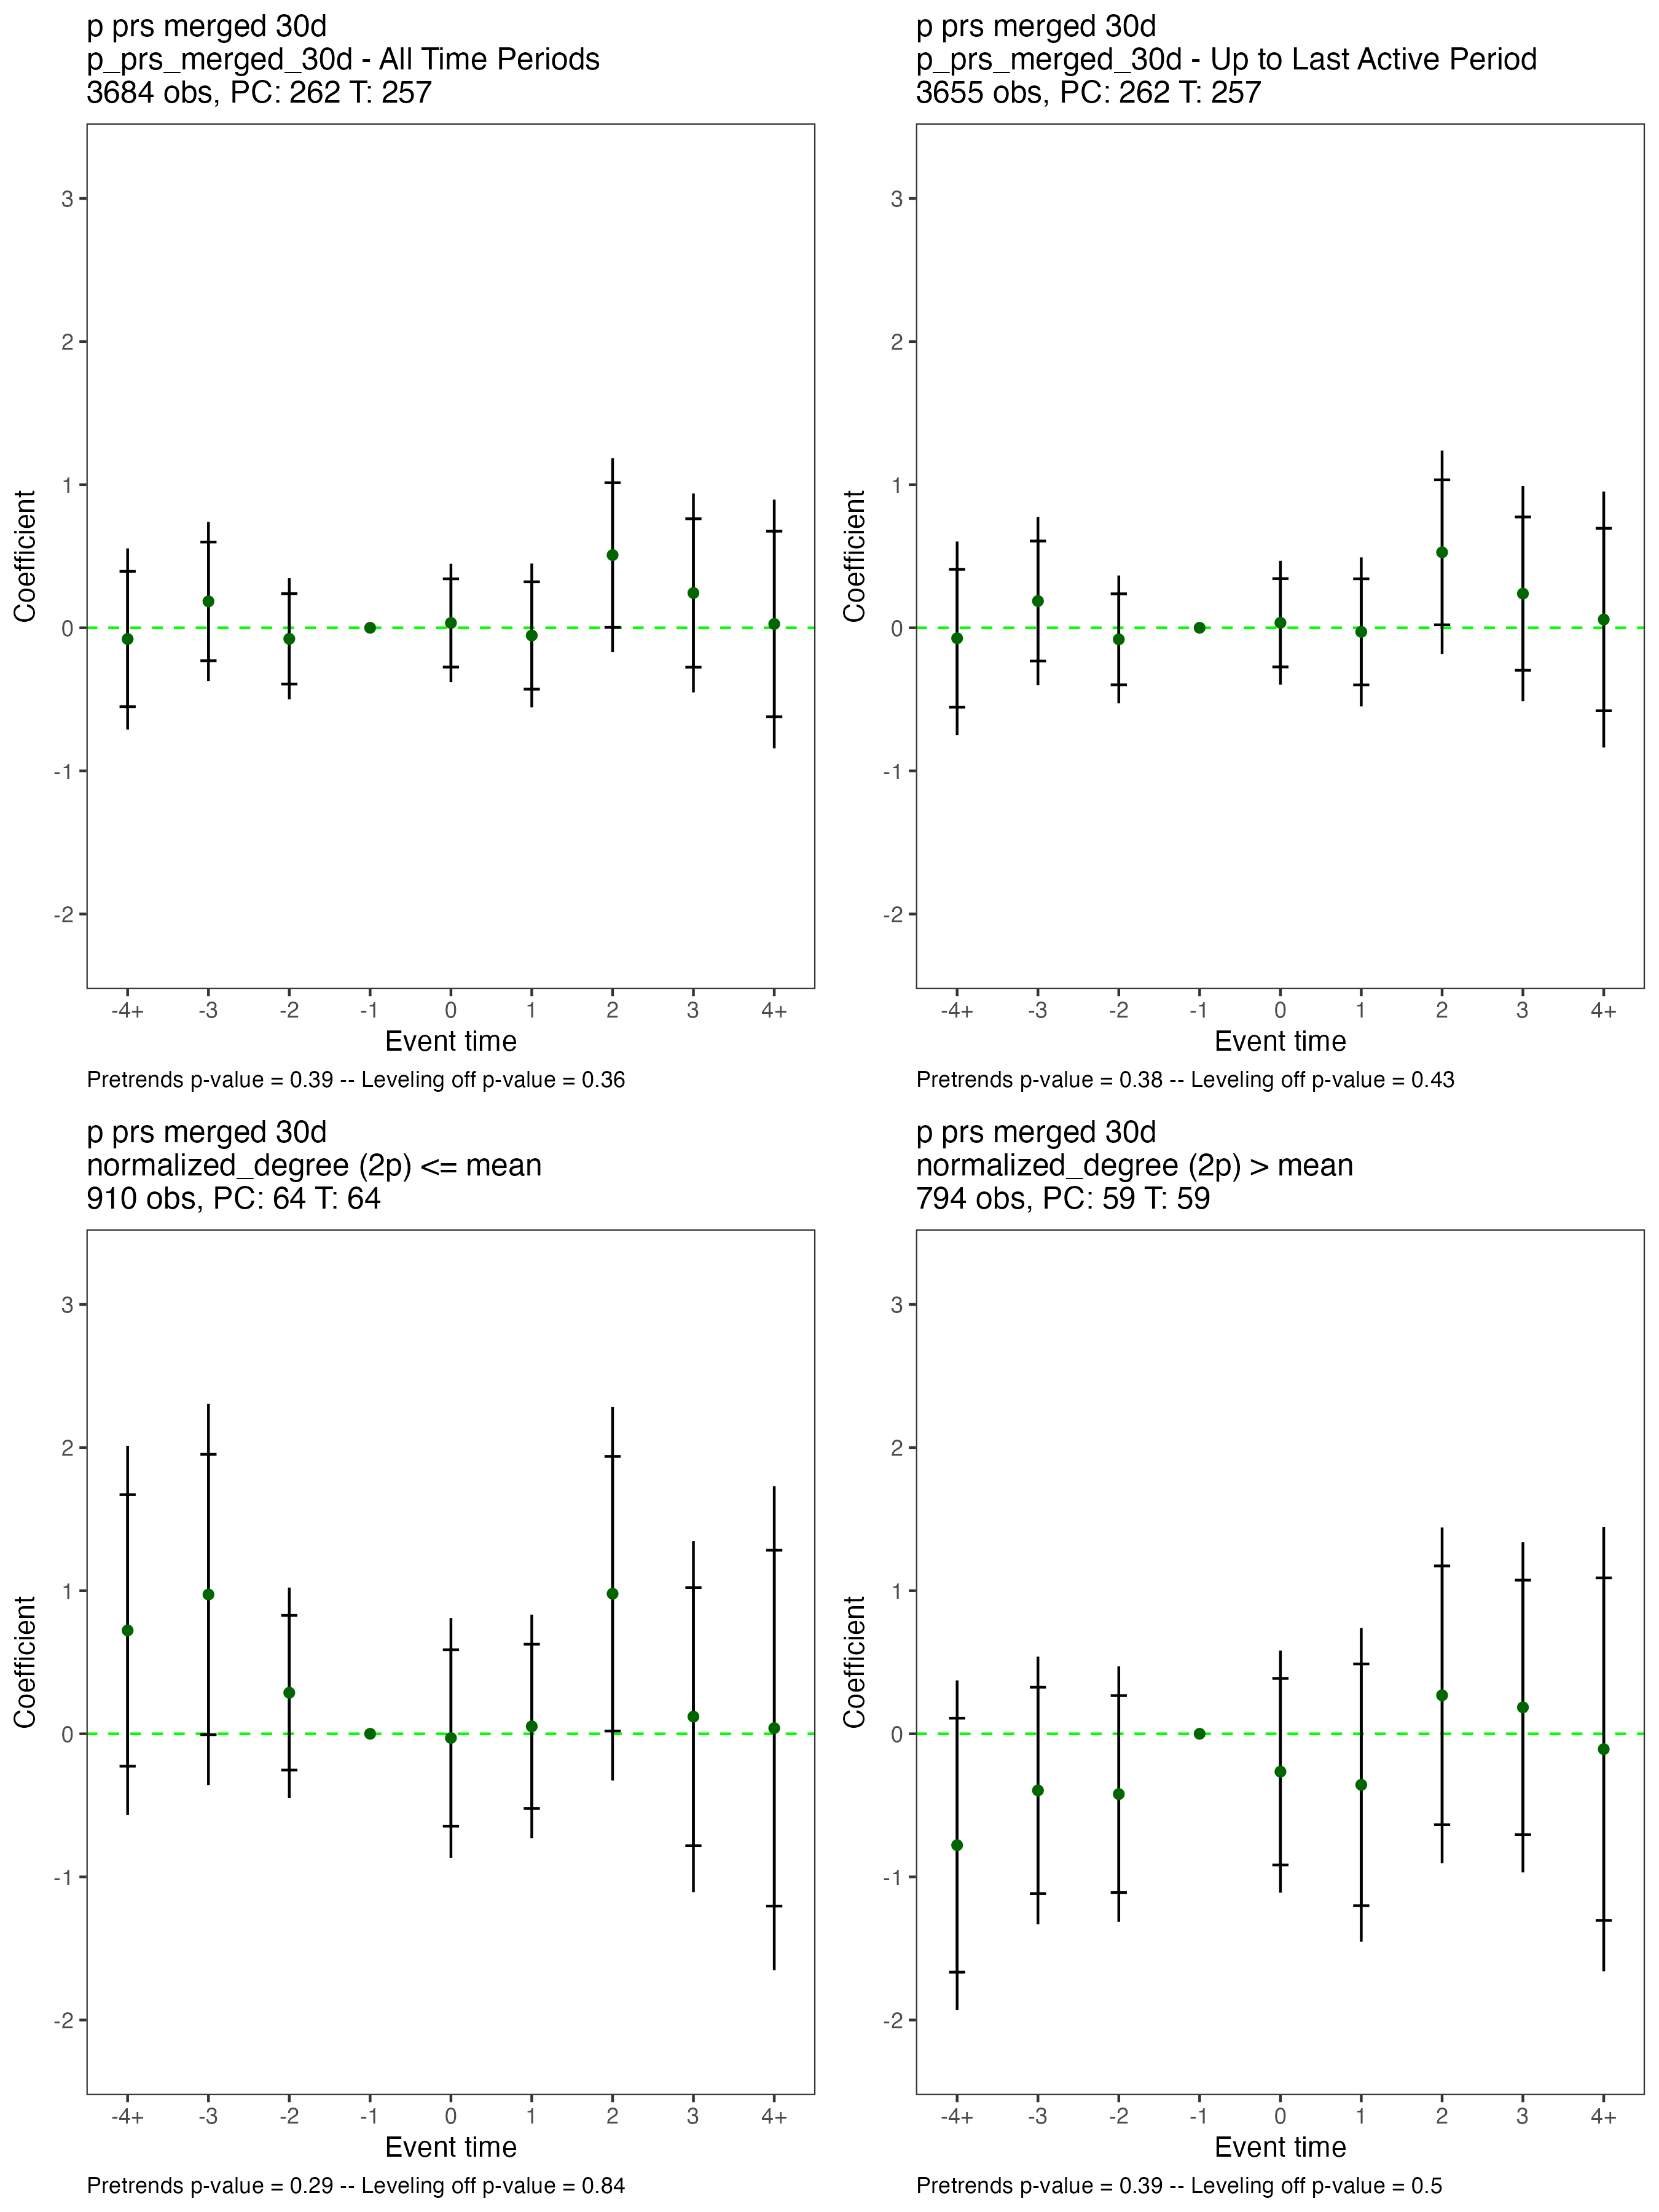 p prs merged 30d
p_prs_merged_30d - All Time Periods
3684 obs, PC: 262 T: 257
Coefficient
3
2
1
0
-1
-2
-4+ -3 -2 -1 0 1 2 3 4+
Event time
Pretrends p-value = 0.39 -- Leveling off p-value = 0.36
p prs merged 30d
p_prs_merged_30d - Up to Last Active Period
3655 obs, PC: 262 T: 257
Coefficient
3
2
1
0
-1
-2
-4+ -3 -2 -1 0 1 2 3 4+
Event time
Pretrends p-value = 0.38 -- Leveling off p-value = 0.43
p prs merged 30d
normalized_degree (2p) <= mean
910 obs, PC: 64 T: 64
Coefficient
3
2
1
0
-1
-2
-4+ -3 -2 -1 0 1 2 3 4+
Event time
Pretrends p-value = 0.29 -- Leveling off p-value = 0.84
p prs merged 30d
normalized_degree (2p) > mean
794 obs, PC: 59 T: 59
Coefficient
3
2
1
0
-1
-2
-4+ -3 -2 -1 0 1 2 3 4+
Event time
Pretrends p-value = 0.39 -- Leveling off p-value = 0.5